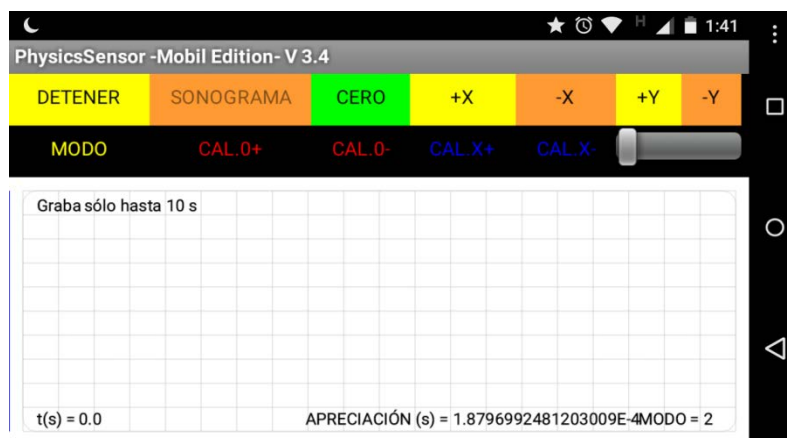 H 1:41
PhysicsSensor -Mobil Edition- V 3.4
DETENER SONOGRAMA CERO +X -X +Y -Y
MODO CAL.0+ CAL.0- CAL.X+ CAL.X-
Graba sólo hasta 10 s
t(s) = 0.0 APRECIACIÓN (s) = 1.8796992481203009E-4MODO = 2